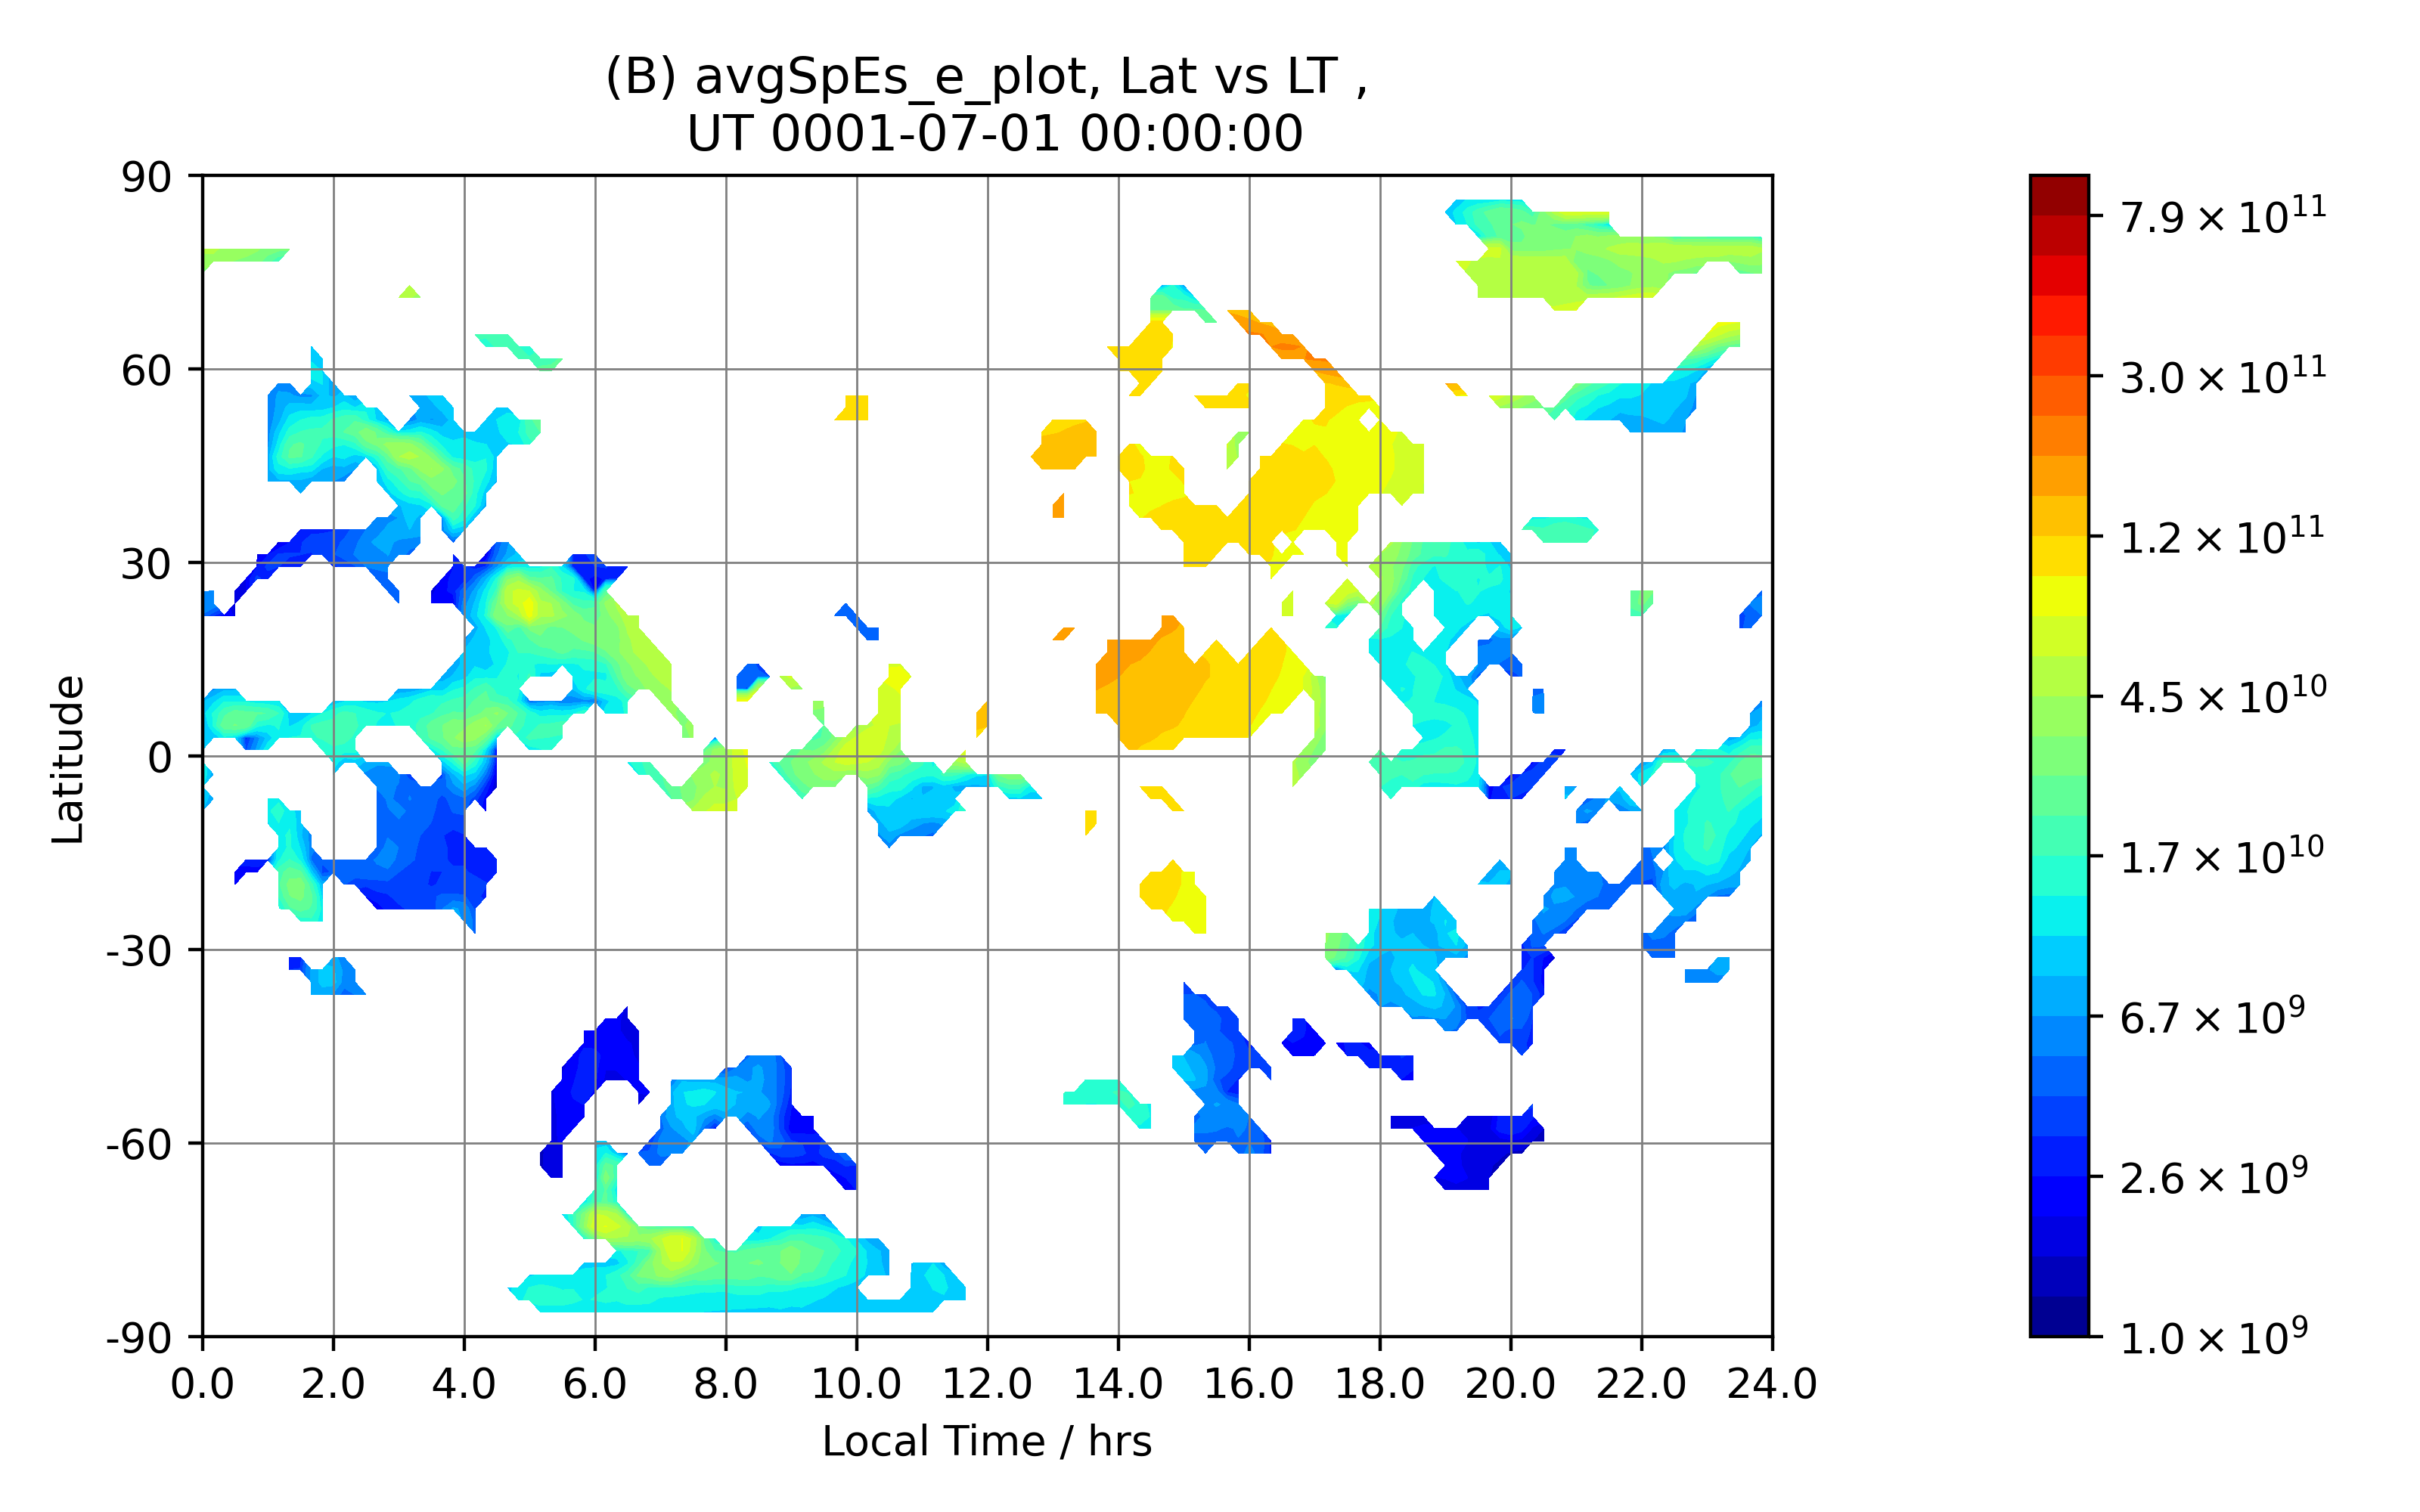 (B) avgSpEs_e_plot, Lat vs LT ,
UT 0001-07-01 00:00:00
90
60
30
0
-30
-60
-90
Latitude
0.0 2.0 4.0 6.0 8.0 10.0 12.0 14.0 16.0 18.0 20.0 22.0 24.0
Local Time / hrs
7.9 × 10¹¹
3.0 × 10¹¹
1.2 × 10¹¹
4.5 × 10¹⁰
1.7 × 10¹⁰
6.7 × 10⁹
2.6 × 10⁹
1.0 × 10⁹